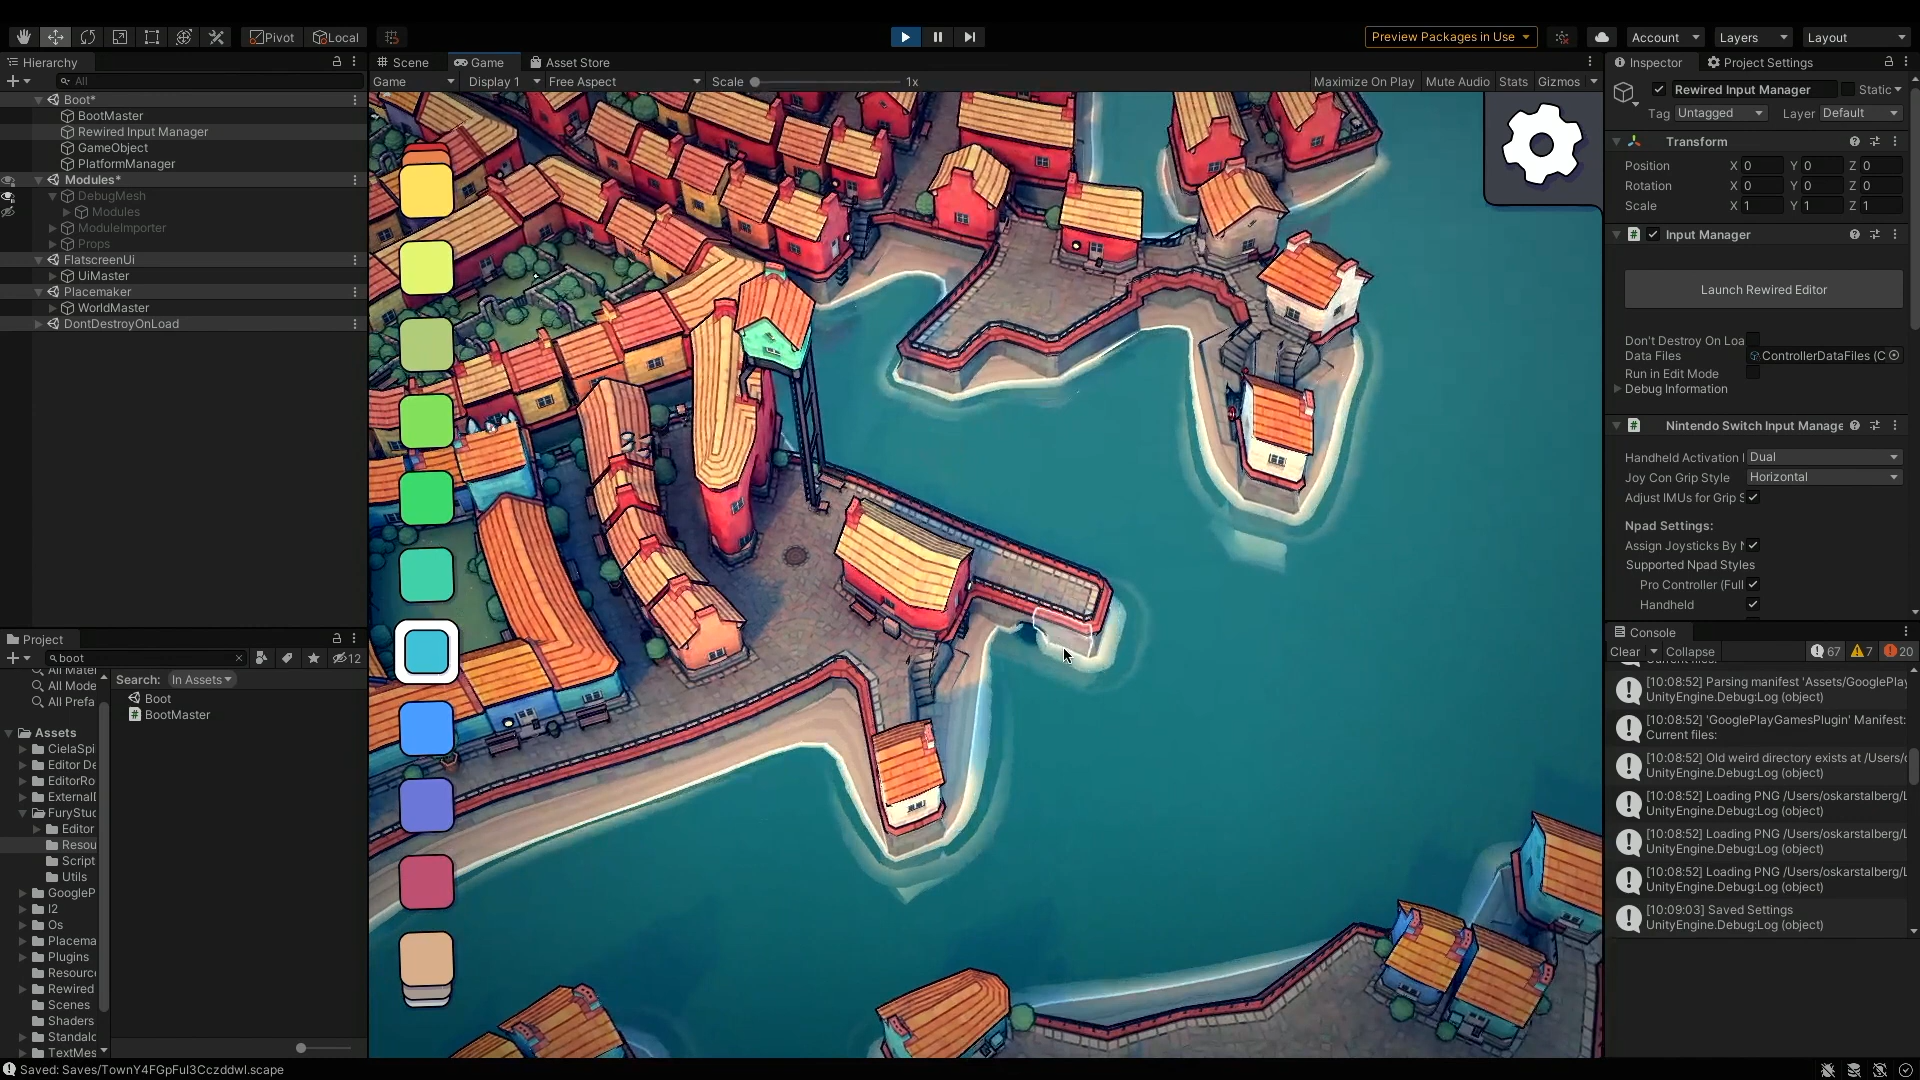 Pivot
Local
Preview Packages in Use
Account
Layers
Layout
Hierarchy
All
Boot*
BootMaster
Rewired Input Manager
GameObject
PlatformManager
Modules*
DebugMesh
Modules
ModuleImporter
Props
FlatscreenUi
UiMaster
Placemaker
WorldMaster
DontDestroyOnLoad
Project
boot
12
All Mate
All Mode
All Prefa
Assets
CielaSpi
Editor De
EditorRo
External
FuryStud
Editor
Resou
Script
Utils
GoogleP
I2
Os
Placema
Plugins
Resource
Rewired
Scenes
Shaders
Standalo
TextMes
Search: In Assets
Boot
BootMaster
Scene
Game
Asset Store
Game
Display 1
Free Aspect
Scale
1x
Maximize On Play
Mute Audio
Stats
Gizmos
Inspector
Project Settings
Rewired Input Manager
Static
Tag Untagged
Layer Default
Transform
Position X 0 Y 0 Z 0
Rotation X 0 Y 0 Z 0
Scale X 1 Y 1 Z 1
Input Manager
Launch Rewired Editor
Don't Destroy On Loa
Data Files ControllerDataFiles (C
Run in Edit Mode
Debug Information
Nintendo Switch Input Manage
Handheld Activation Dual
Joy Con Grip Style Horizontal
Adjust IMUs for Grip S
Npad Settings:
Assign Joysticks By N
Supported Npad Styles
Pro Controller (Full
Handheld
Console
Clear
Collapse
67
7
20
[10:08:52] Parsing manifest 'Assets/GooglePlay
UnityEngine.Debug:Log (object)
[10:08:52] 'GooglePlayGamesPlugin' Manifest:
Current files:
[10:08:52] Old weird directory exists at /Users/
UnityEngine.Debug:Log (object)
[10:08:52] Loading PNG /Users/oskarstalberg/L
UnityEngine.Debug:Log (object)
[10:08:52] Loading PNG /Users/oskarstalberg/L
UnityEngine.Debug:Log (object)
[10:08:52] Loading PNG /Users/oskarstalberg/L
UnityEngine.Debug:Log (object)
[10:09:03] Saved Settings
UnityEngine.Debug:Log (object)